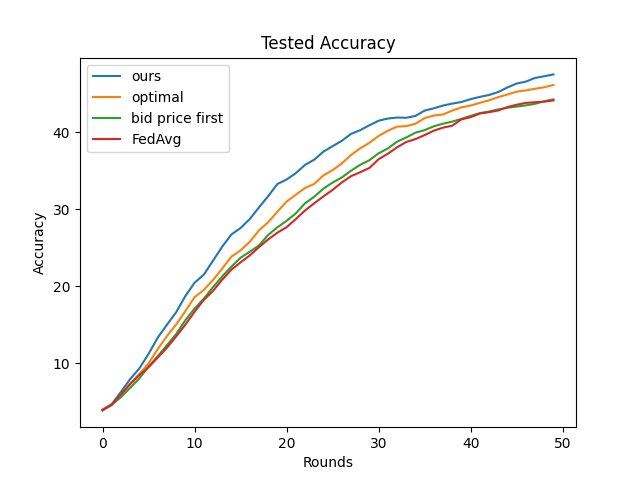 Tested Accuracy
ours
optimal
bid price first
FedAvg
Accuracy
40
30
20
10
0
10
20
30
40
50
Rounds